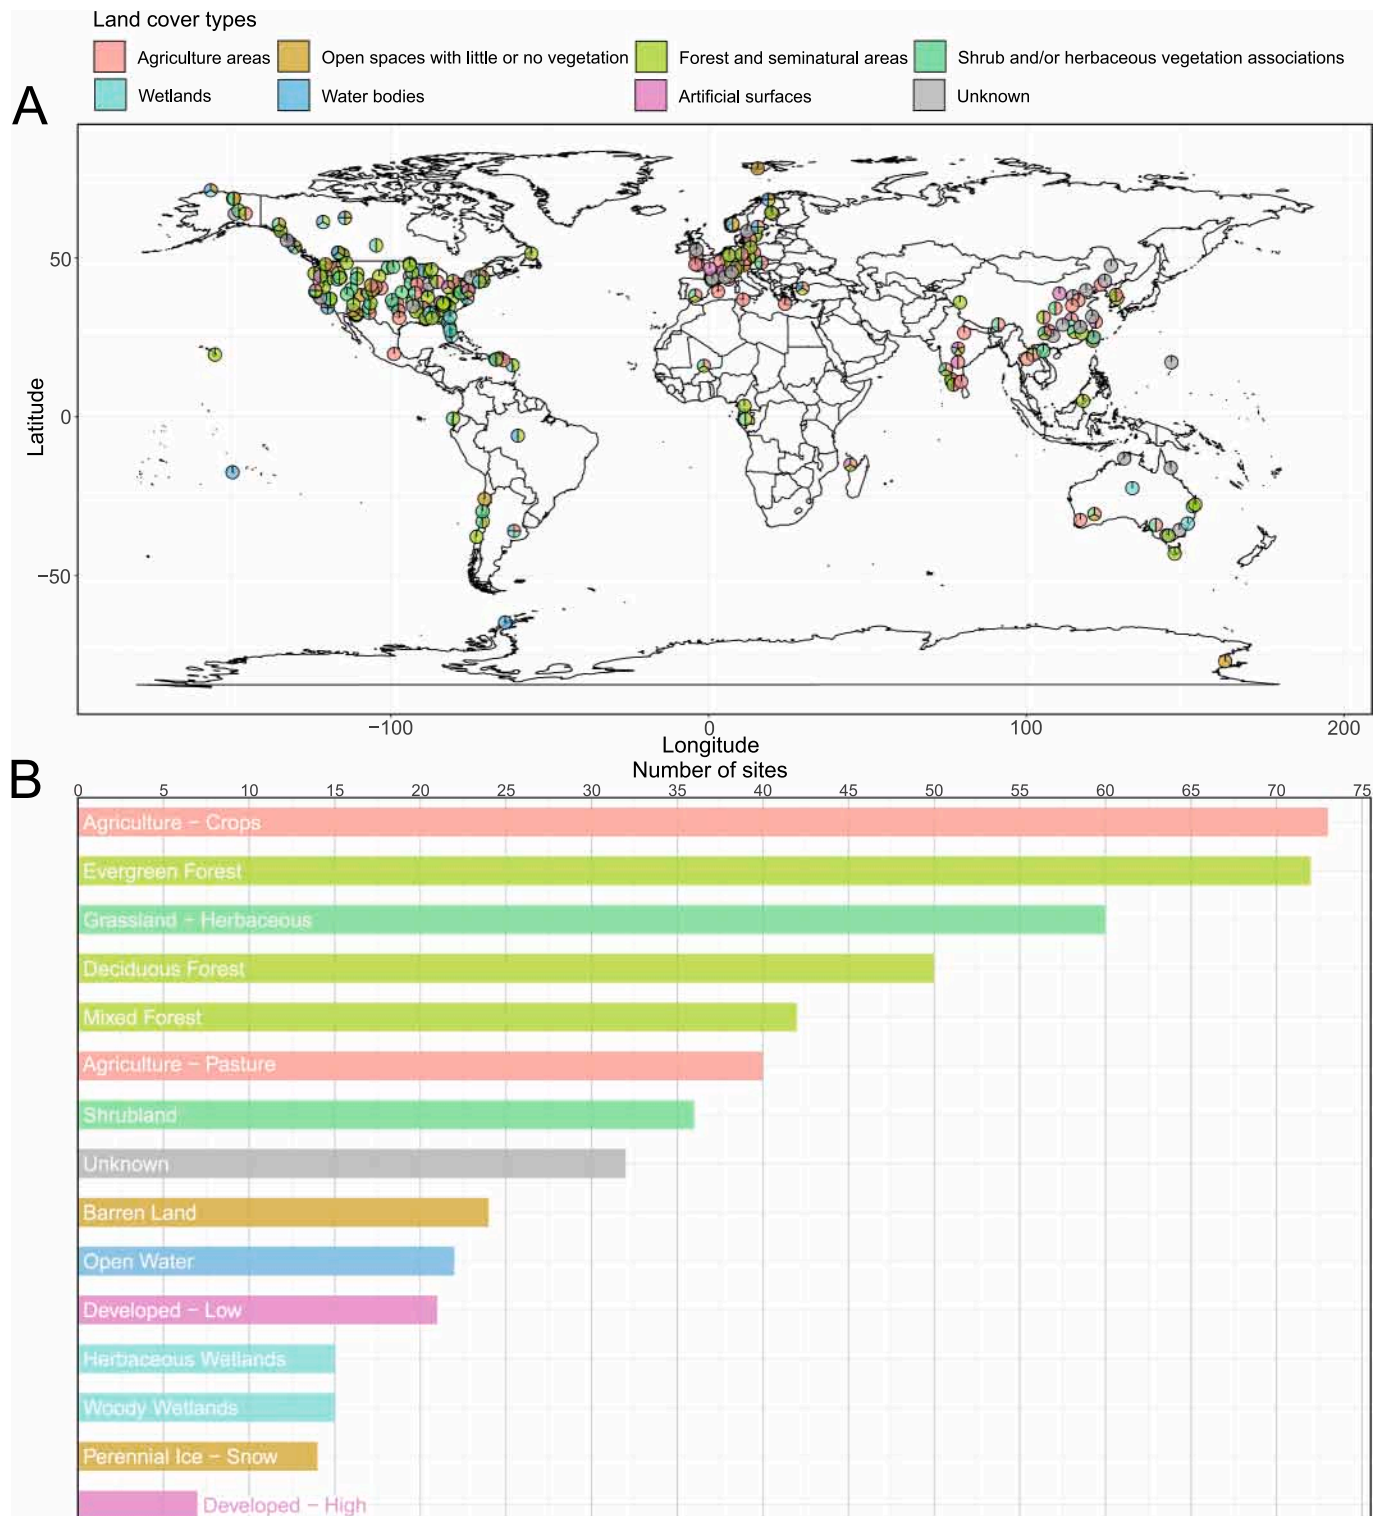 Land cover types
Agriculture areas Open spaces with little or no vegetation Forest and seminatural areas Shrub and/or herbaceous vegetation associations
Wetlands Water bodies Artificial surfaces Unknown
A
50
0
−50
Latitude
−100 0 100 200
Longitude
B
Number of sites
0 5 10 15 20 25 30 35 40 45 50 55 60 65 70 75
Agriculture − Crops
Evergreen Forest
Grassland − Herbaceous
Deciduous Forest
Mixed Forest
Agriculture − Pasture
Shrubland
Unknown
Barren Land
Open Water
Developed − Low
Herbaceous Wetlands
Woody Wetlands
Perennial Ice − Snow
Developed − High